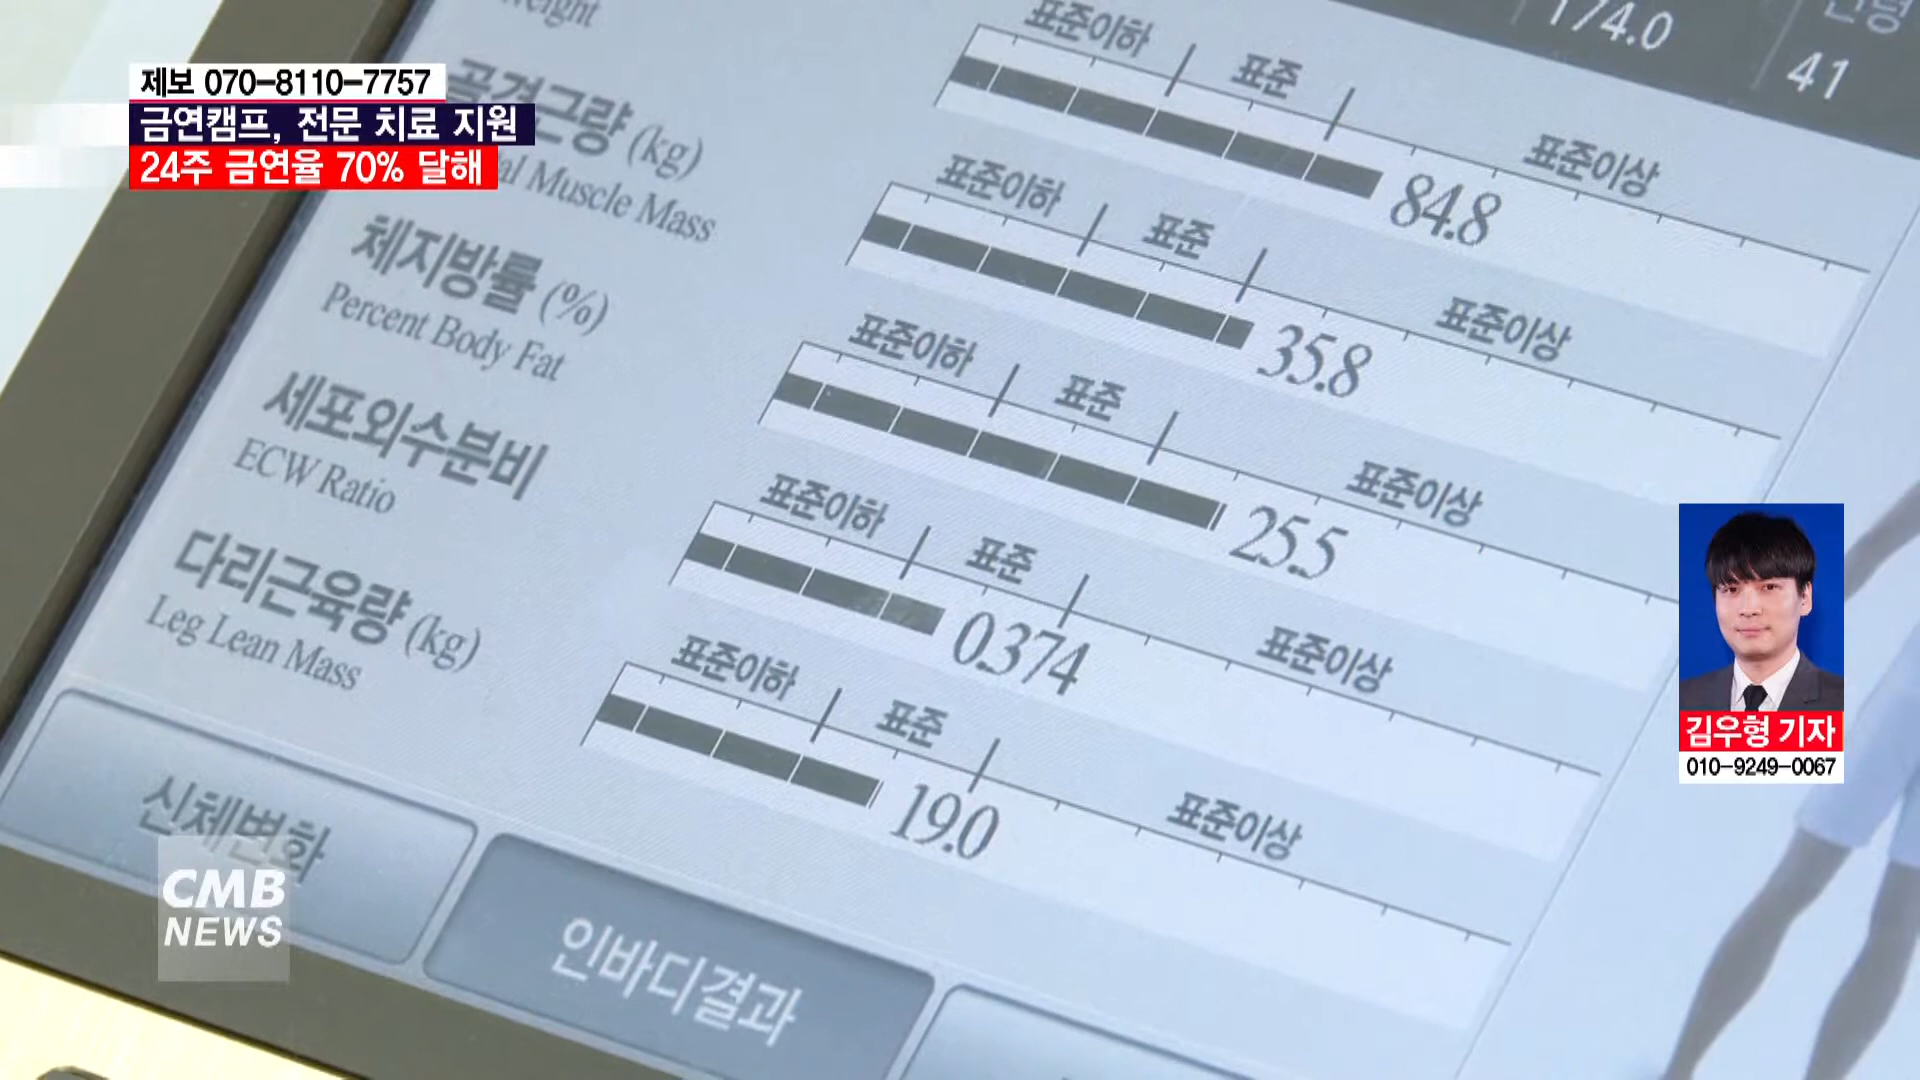 제보 070-8110-7757
금연캠프, 전문 치료 지원
24주 금연율 70% 달해
174.0
41
표준이하 표준 표준이상
84.8
(kg)
Muscle Mass
표준이하 표준 표준이상
35.8
체지방률 (%)
Percent Body Fat
표준이하 표준 표준이상
25.5
세포외수분비
ECW Ratio
표준이하 표준 표준이상
0.374
다리근육량 (kg)
Leg Lean Mass
표준이하 표준 표준이상
19.0
신체변화
인바디결과
김우형 기자
010-9249-0067
CMB
NEWS